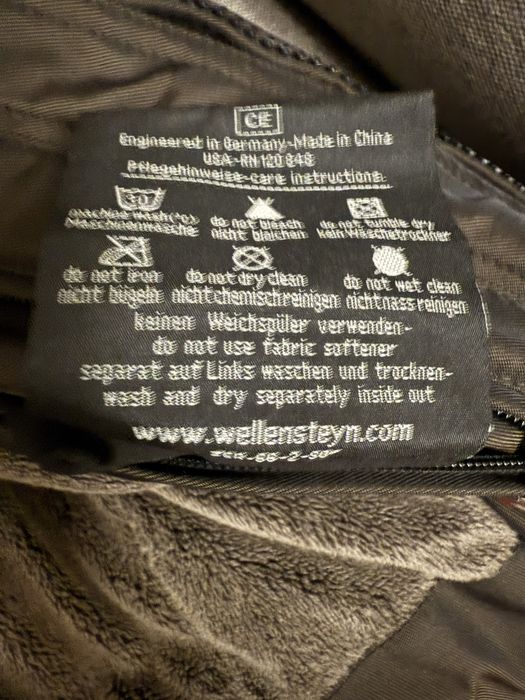 CE
Engineered in Germany-Made in China
USA-RN 120 848
Pflegehinweise-care instructions.
30
machine wash(°C) do not bleach do not tumble dry
Maschinenwäsche nicht bleichen kein Wäschetrockner
do not iron do not dry clean do not wet clean
nicht bügeln nicht chemisch reinigen nicht nass reinigen
keinen Weichspüler verwenden-
do not use fabric softener
separat auf Links waschen und trocknen-
wash and dry separately inside out
www.wellensteyn.com